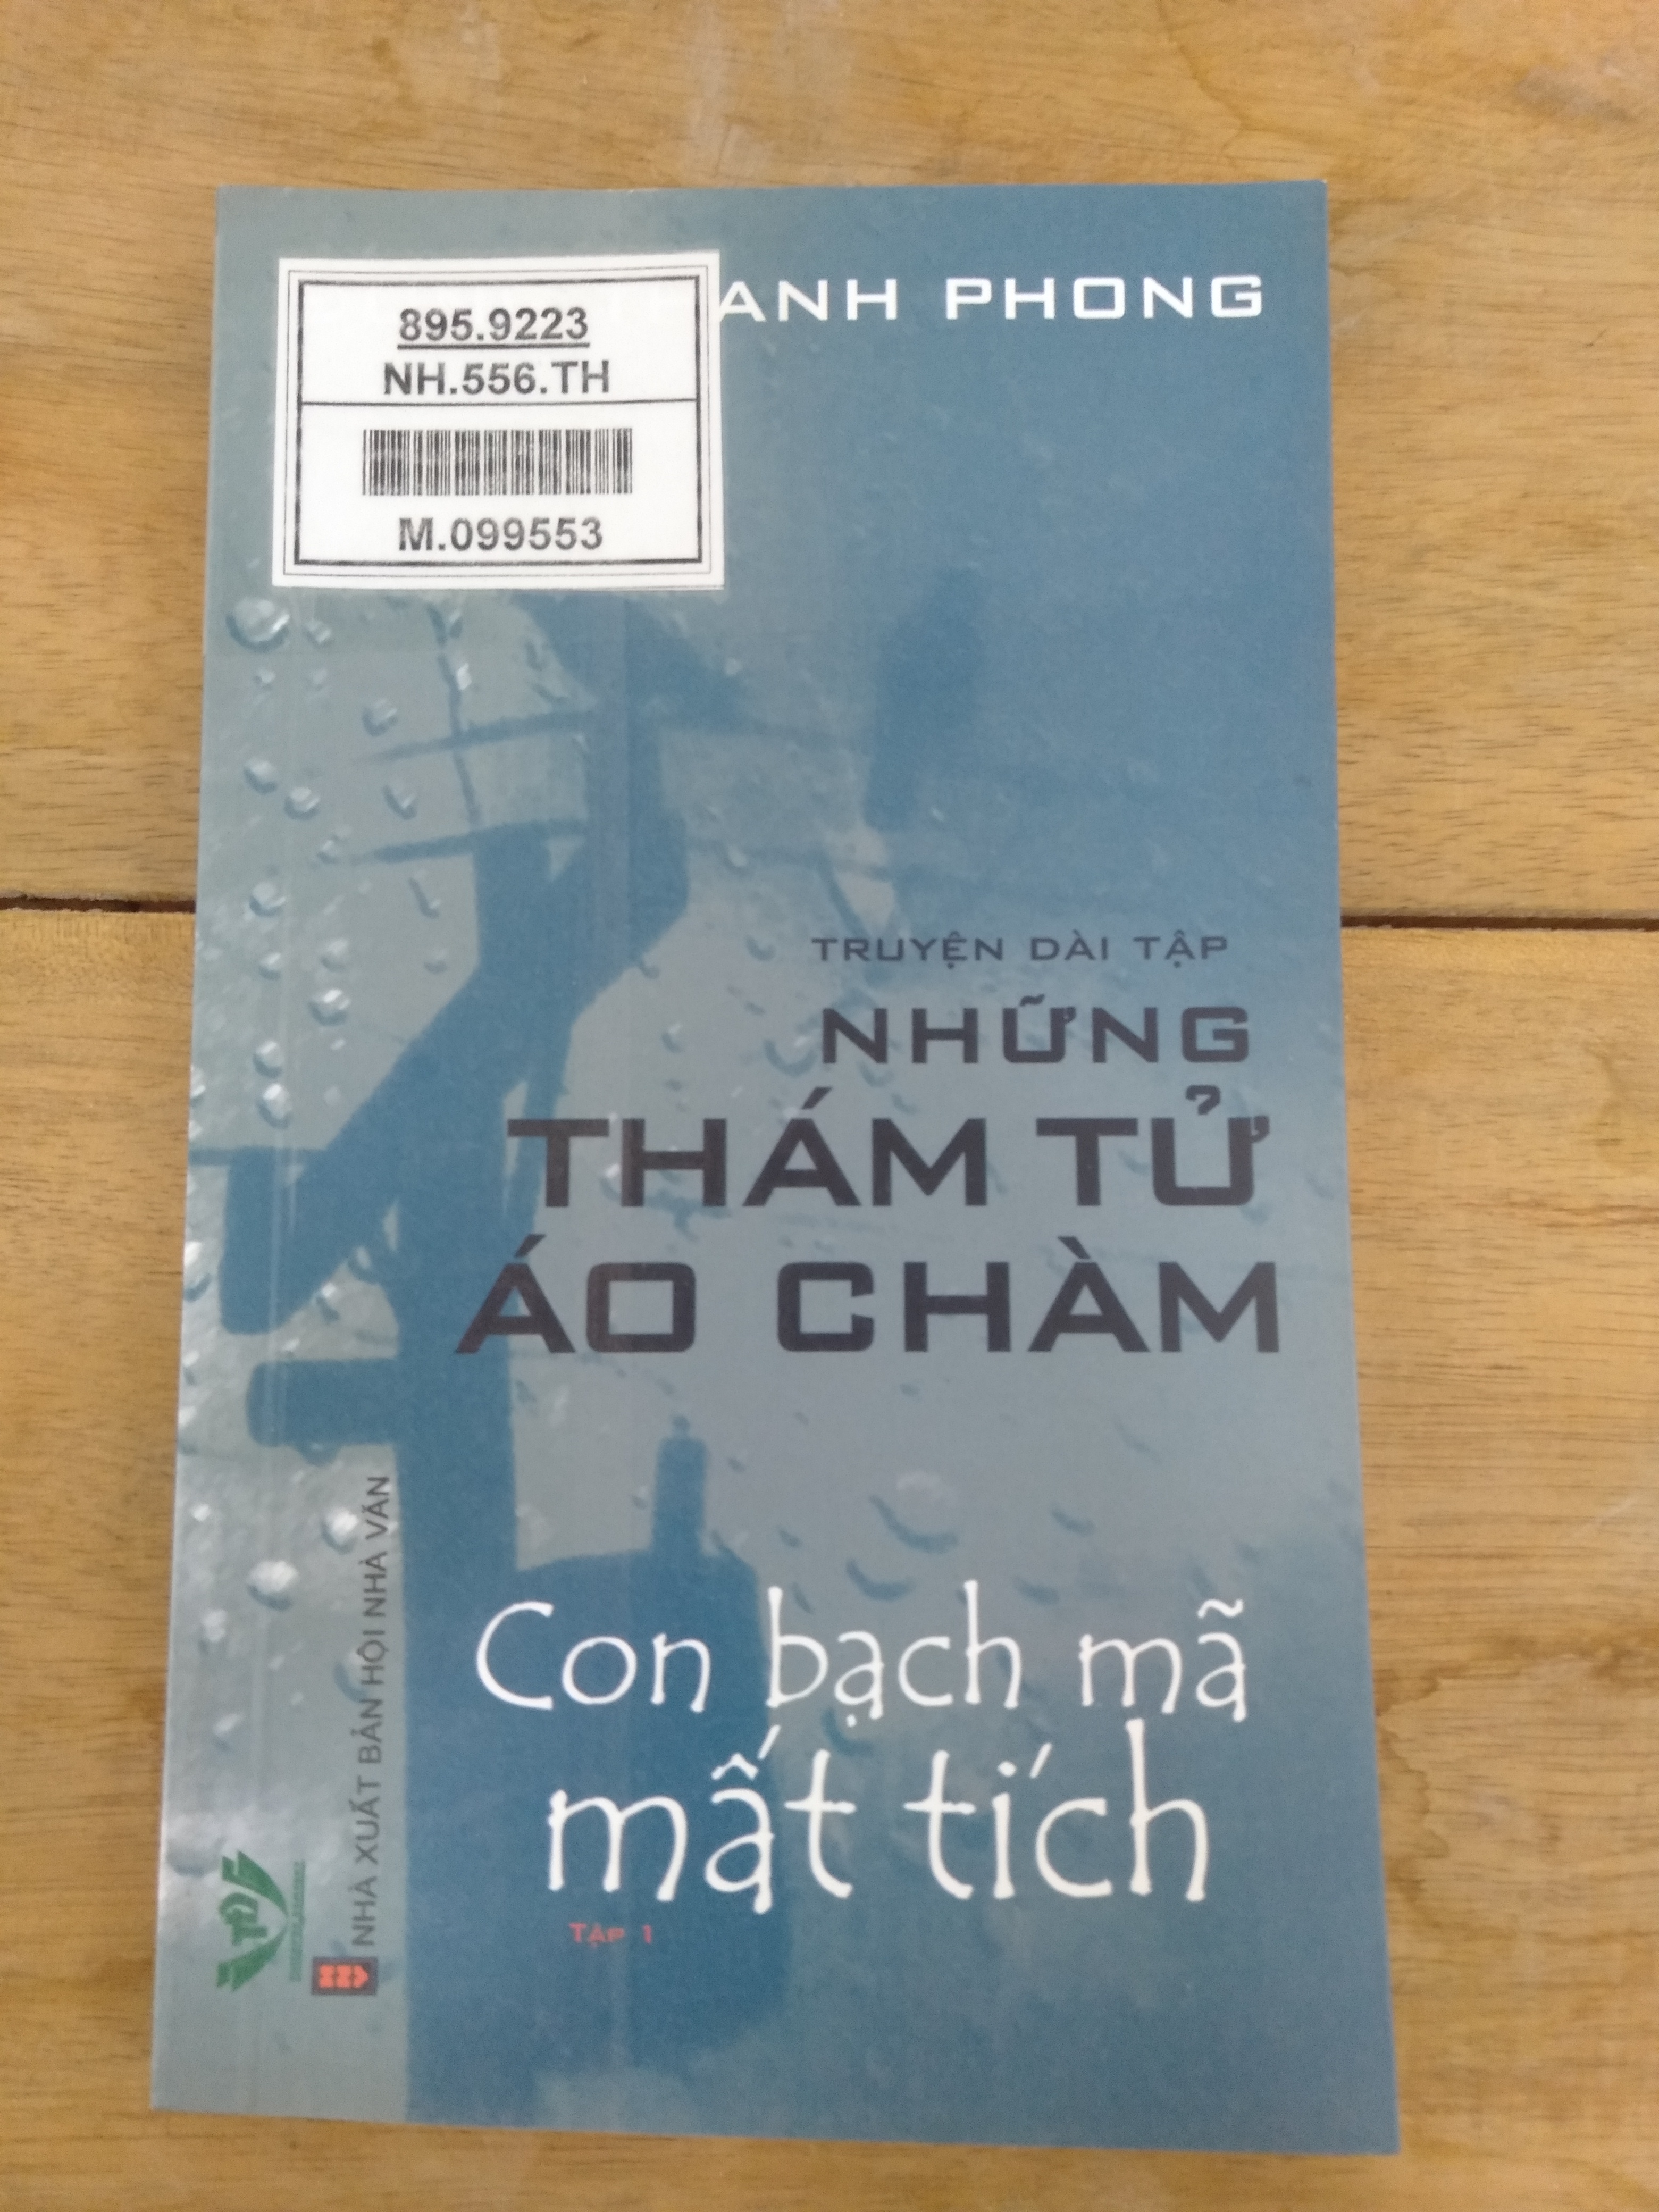 895.9223
NH.556.TH
M.099553
PHONG
TRUYỆN DÀI TẬP
NHỮNG
THÁM TỬ
ÁO CHÀM
Con bạch mã
mất tích
TẬP 1
NHÀ XUẤT BẢN HỘI NHÀ VĂN